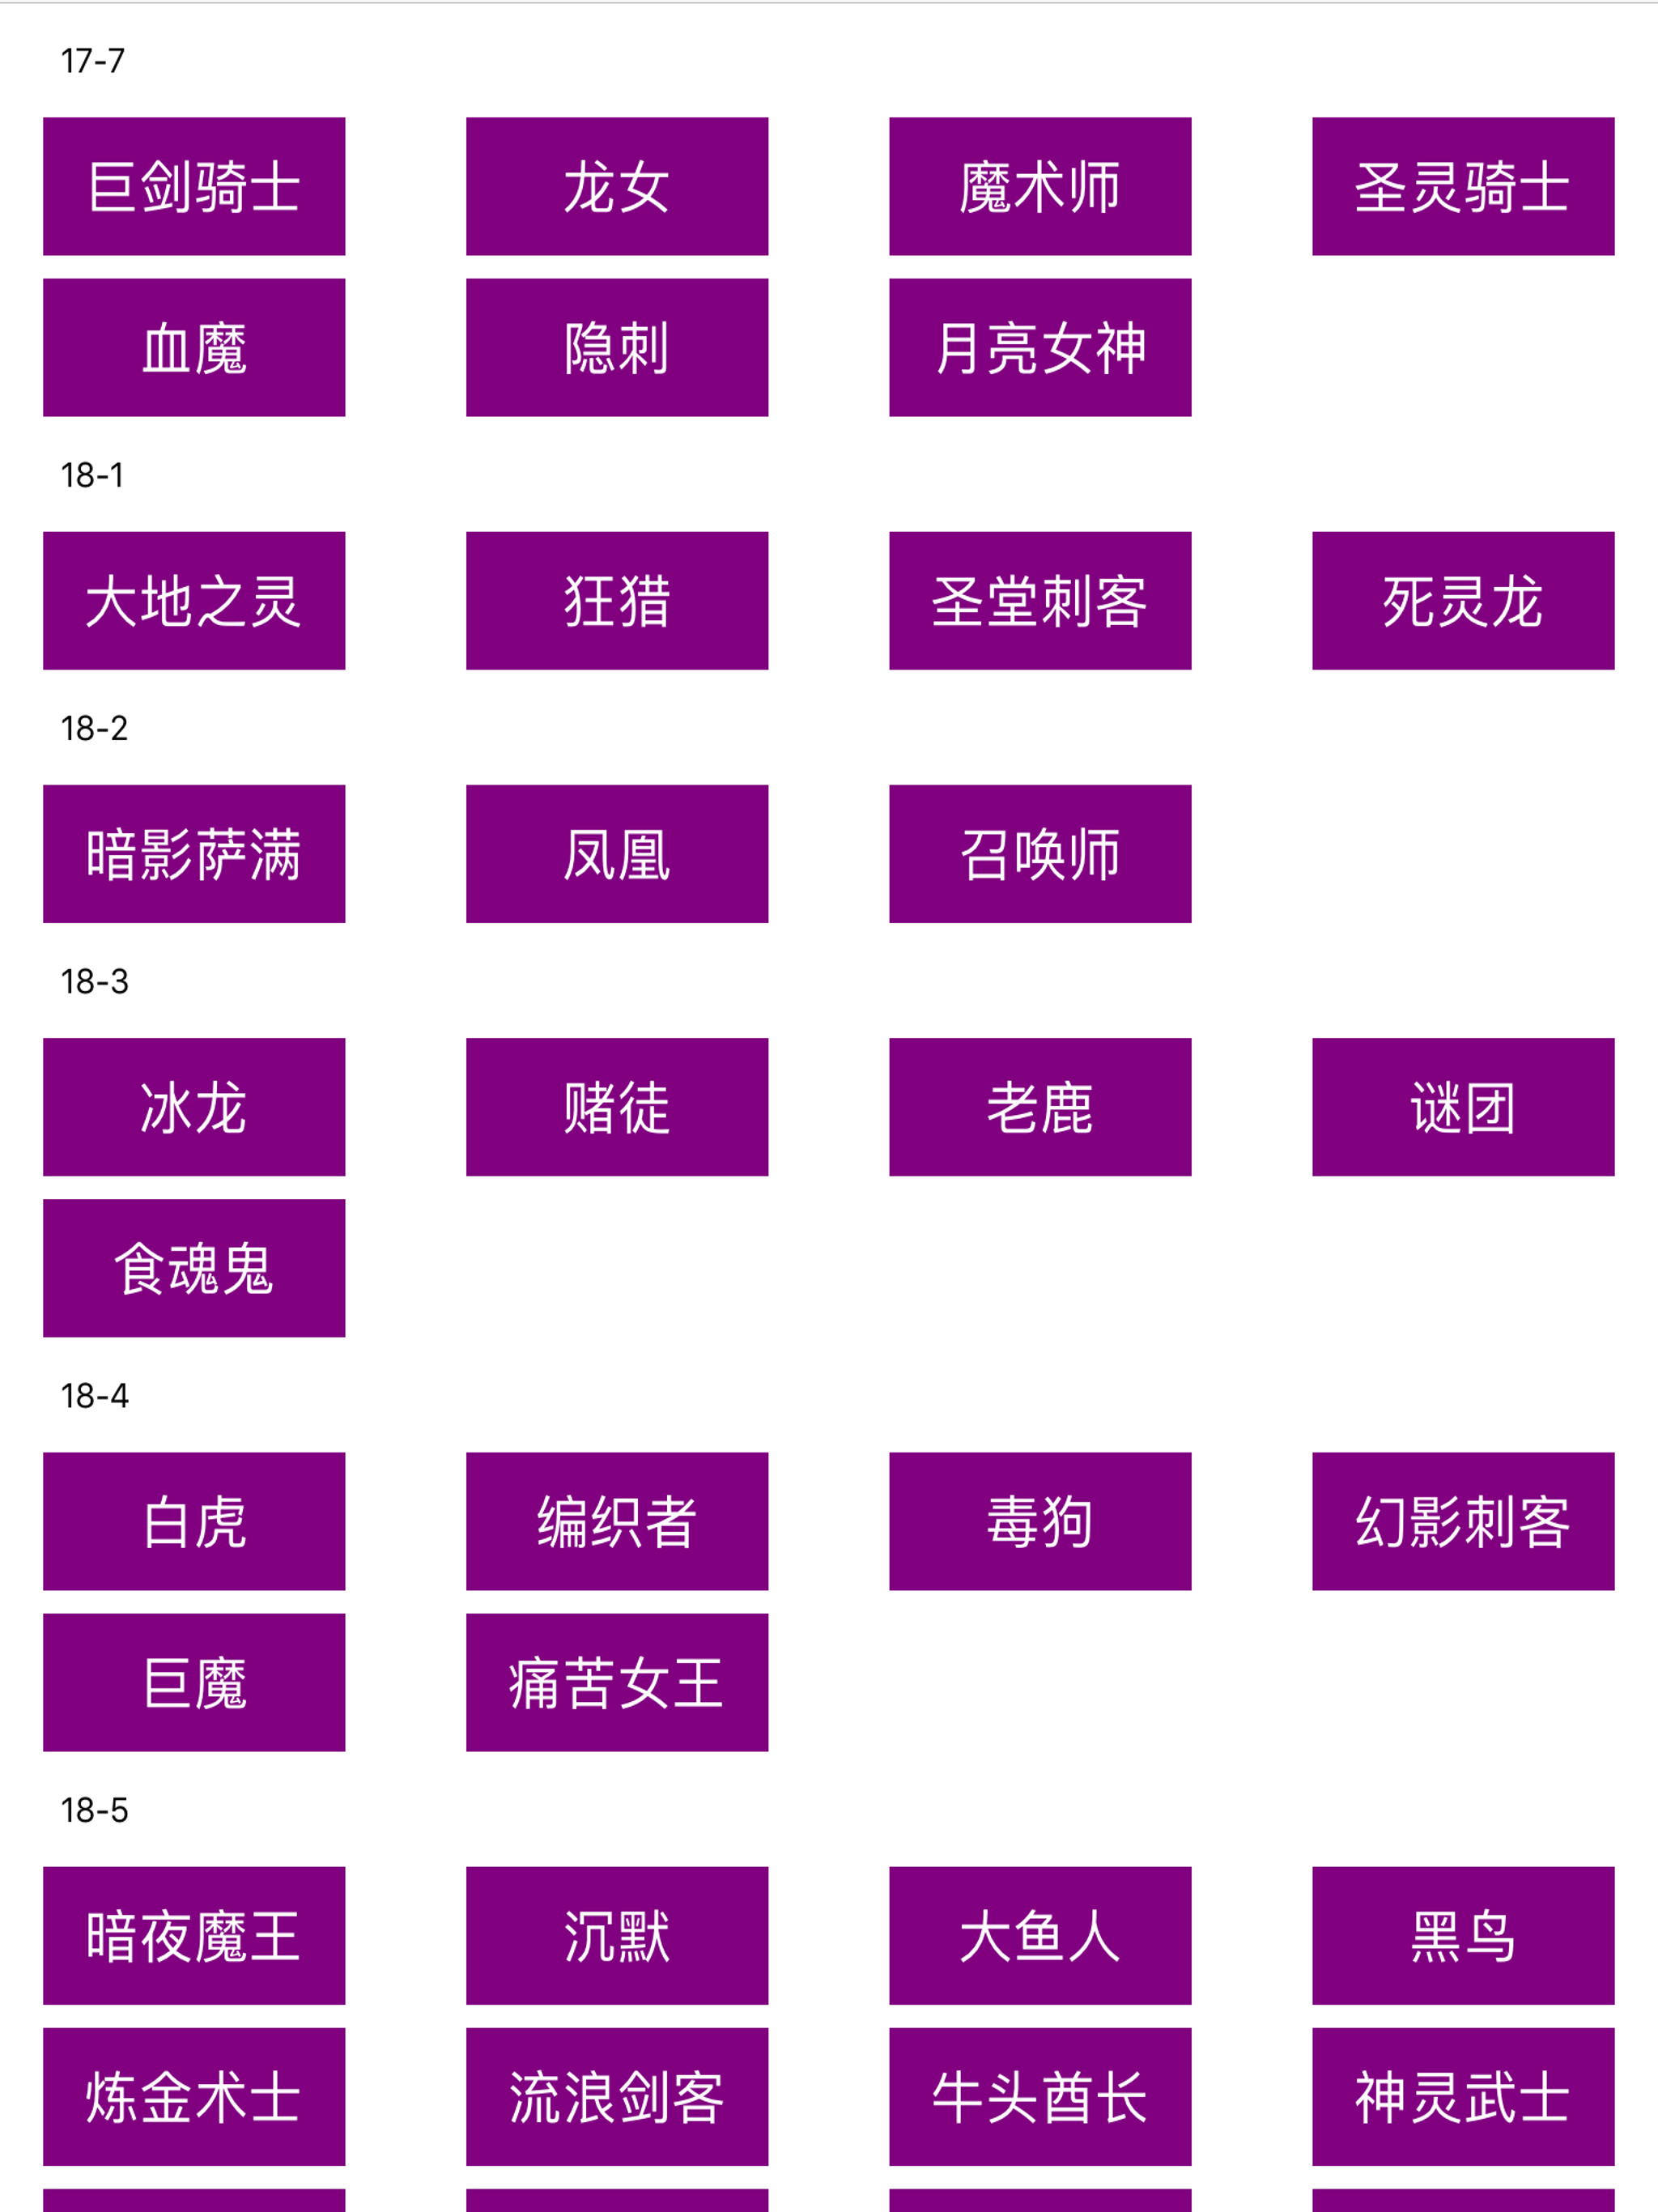 17-7
巨剑骑士 龙女 魔术师 圣灵骑士
血魔 隐刺 月亮女神
18-1
大地之灵 狂猎 圣堂刺客 死灵龙
18-2
暗影萨满 凤凰 召唤师
18-3
冰龙 赌徒 老鹿 谜团
食魂鬼
18-4
白虎 编织者 毒狗 幻影刺客
巨魔 痛苦女王
18-5
暗夜魔王 沉默 大鱼人 黑鸟
炼金术士 流浪剑客 牛头酋长 神灵武士